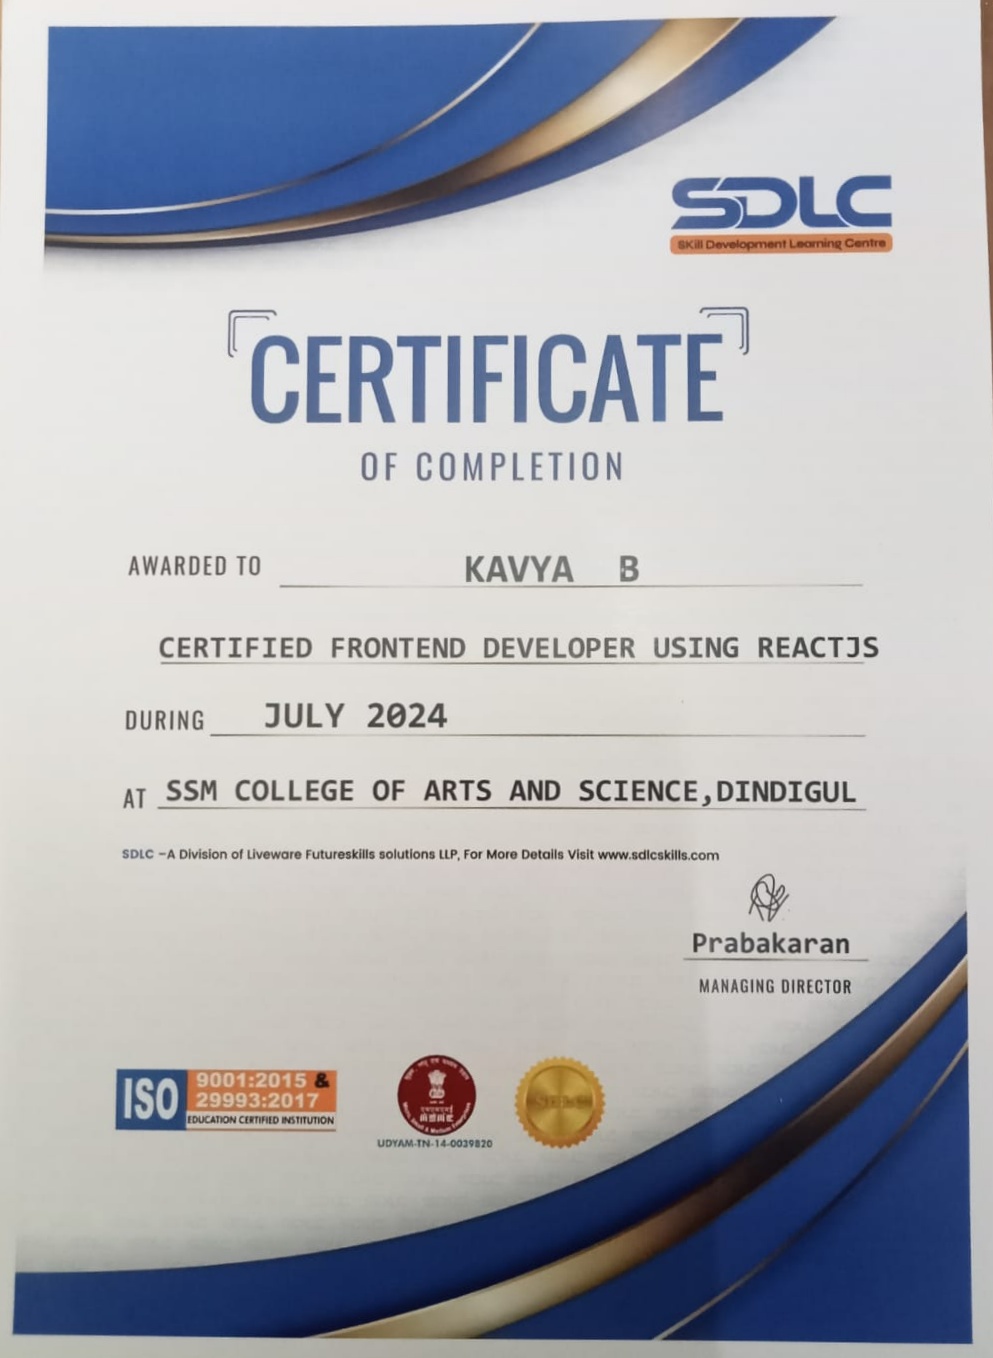 SDLC
SKill Development Learning Centre
CERTIFICATE
OF COMPLETION
AWARDED TO KAVYA B
CERTIFIED FRONTEND DEVELOPER USING REACTJS
DURING JULY 2024
AT SSM COLLEGE OF ARTS AND SCIENCE,DINDIGUL
SDLC –A Division of Liveware Futureskills solutions LLP, For More Details Visit www.sdlcskills.com
Prabakaran
MANAGING DIRECTOR
ISO 9001:2015 &
29993:2017
EDUCATION CERTIFIED INSTITUTION
UDYAM-TN-14-0039820